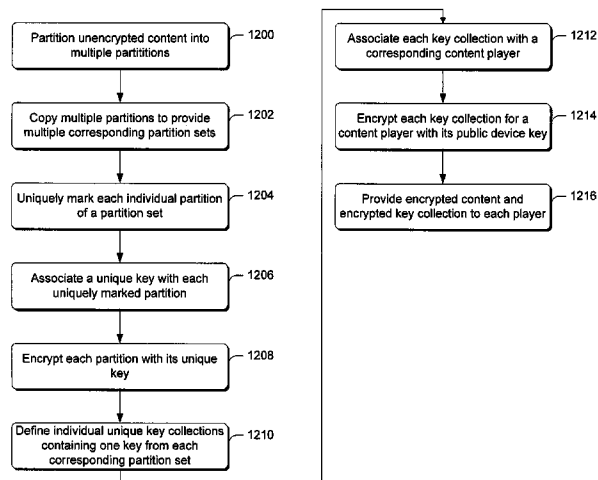 Partition unencrypted content into
multiple partititions
1200
Copy multiple partitions to provide
multiple corresponding partition sets
1202
Uniquely mark each individual partition
of a partition set
1204
Associate a unique key with each
uniquely marked partition
1206
Encrypt each partition with its unique
key
1208
Define individual unique key collections
containing one key from each
corresponding partition set
1210
Associate each key collection with a
corresponding content player
1212
Encrypt each key collection for a
content player with its public device key
1214
Provide encrypted content and
encrypted key collection to each player
1216